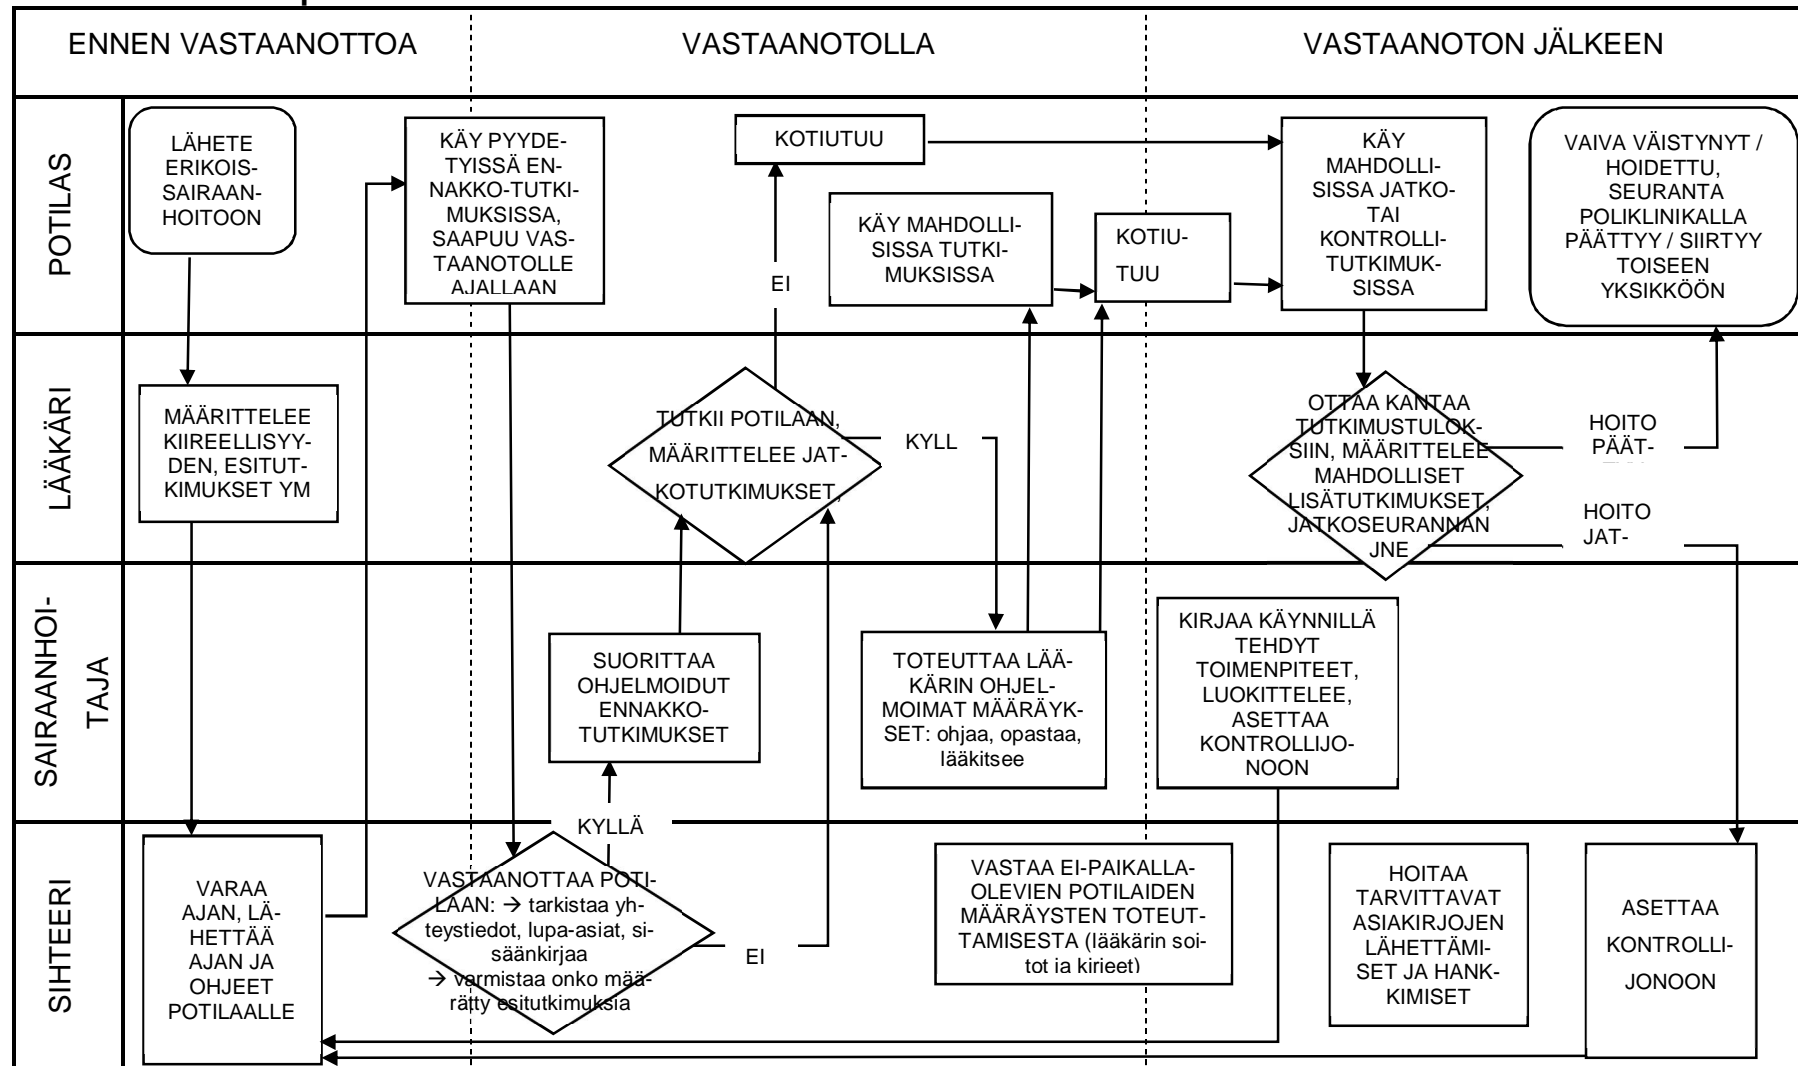 ENNEN VASTAANOTTOA
VASTAANOTOLLA
VASTAANOTON JÄLKEEN
POTILAS
LÄHETE
ERIKOIS-
SAIRAAN-
HOITOON
KÄY PYYDE-
TYISSÄ EN-
NAKKO-TUTKI-
MUKSISSA,
SAAPUU VAS-
TAANOTOLLE
AJALLAAN
KOTIUTUU
EI
KÄY MAHDOLLI-
SISSA TUTKI-
MUKSISSA
KOTIU-
TUU
KÄY
MAHDOLLI-
SISSA JATKO-
TAI
KONTROLLI-
TUTKIMUK-
SISSA
VAIVA VÄISTYNYT /
HOIDETTU,
SEURANTA
POLIKLINIKALLA
PÄÄTTYY / SIIRTYY
TOISEEN
YKSIKKÖÖN
LÄÄKÄRI
MÄÄRITTELEE
KIIREELLISYY-
DEN, ESITUT-
KIMUKSET YM
TUTKII POTILAAN,
MÄÄRITTELEE JAT-
KOTUTKIMUKSET,
KYLL
OTTAA KANTAA
TUTKIMUSTULOK-
SIIN, MÄÄRITTELEE
MAHDOLLISET
LISÄTUTKIMUKSET,
JATKOSEURANNAN
JNE
HOITO
PÄÄT-
HOITO
JAT-
SAIRAANHOI-
TAJA
SUORITTAA
OHJELMOIDUT
ENNAKKO-
TUTKIMUKSET
TOTEUTTAA LÄÄ-
KÄRIN OHJEL-
MOIMAT MÄÄRÄYK-
SET: ohjaa, opastaa,
lääkitsee
KIRJAA KÄYNNILLÄ
TEHDYT
TOIMENPITEET,
LUOKITTELEE,
ASETTAA
KONTROLLIJO-
NOON
SIHTEERI
VARAA
AJAN, LÄ-
HETTÄÄ
AJAN JA
OHJEET
POTILAALLE
KYLLÄ
VASTAANOTTAA POTI-
LAAN: → tarkistaa yh-
teystiedot, lupa-asiat, si-
säänkirjaa
→ varmistaa onko mää-
rätty esitutkimuksia
EI
VASTAA EI-PAIKALLA-
OLEVIEN POTILAIDEN
MÄÄRÄYSTEN TOTEUT-
TAMISESTA (lääkärin soi-
tot ja kirjeet)
HOITAA
TARVITTAVAT
ASIAKIRJOJEN
LÄHETTÄMI-
SET JA HANK-
KIMISET
ASETTAA
KONTROLLI-
JONOON